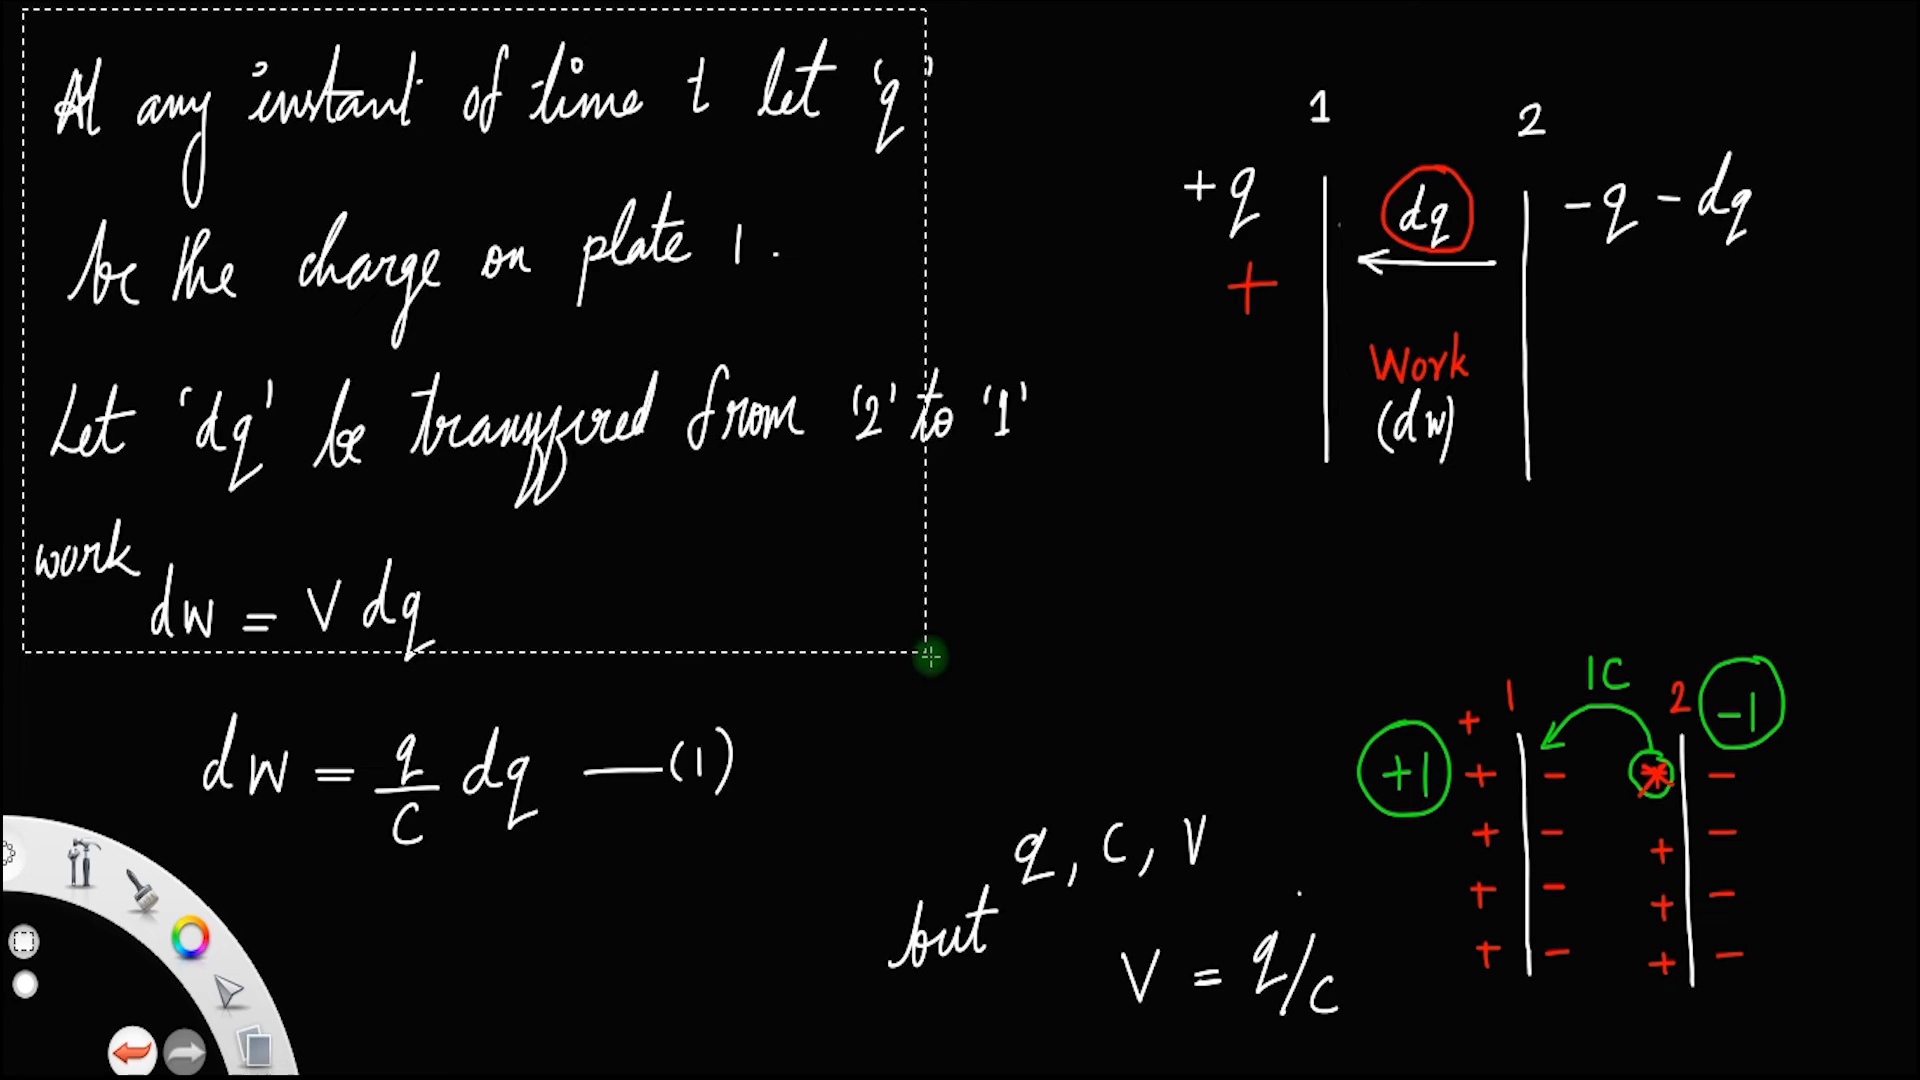 At any instant of time t let 'q'
be the charge on plate 1.
Let 'dq' be transferred from '2' to '1'
work
dw = V dq
dw = q/C dq —(1)
but q, C, V
V = q/C
1 2
+q dq -q - dq
+
Work
(dw)
1C
+ 1 2 -1
+1 + - * -
+ - + -
+ - + -
+ - + -